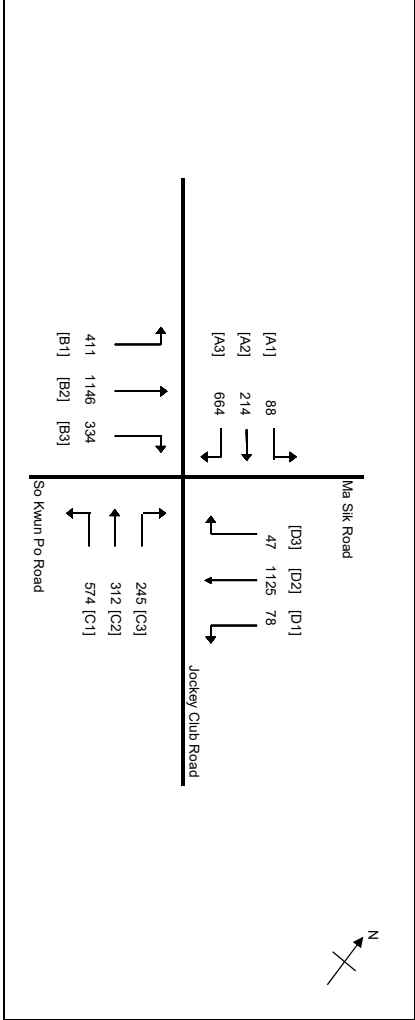 N
Ma Sik Road
[A1] 88
[A2] 214
[A3] 664
[D3] [D2] [D1]
47 1125 78
411 1146 334
[B1] [B2] [B3]
245 [C3]
312 [C2]
574 [C1]
Jockey Club Road
So Kwun Po Road